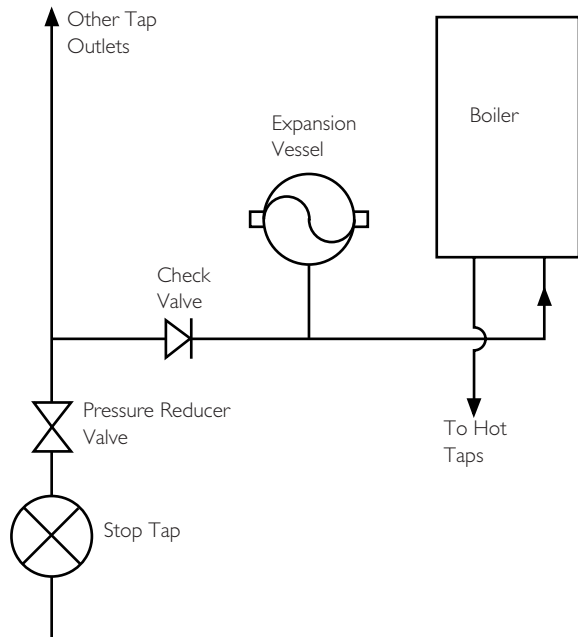 Other Tap
Outlets
Boiler
Expansion
Vessel
Check
Valve
Pressure Reducer
Valve
To Hot
Taps
Stop Tap